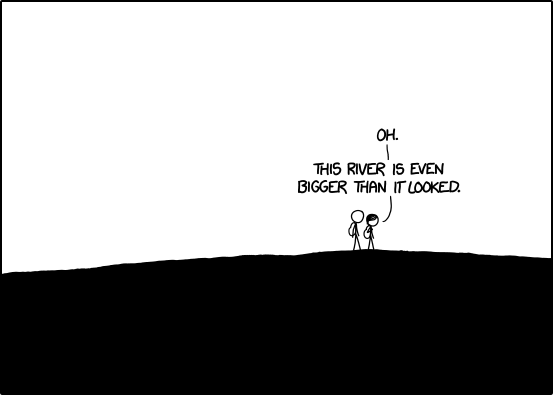 OH.
THIS RIVER IS EVEN
BIGGER THAN IT LOOKED.